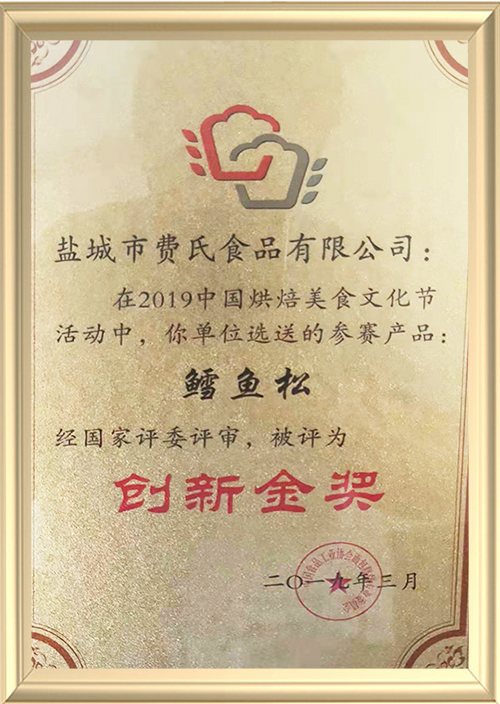 盐城市费氏食品有限公司:
在2019中国烘焙美食文化节
活动中,你单位选送的参赛产品:
鳕鱼松
经国家评委评审,被评为
创新金奖
二〇一九年三月